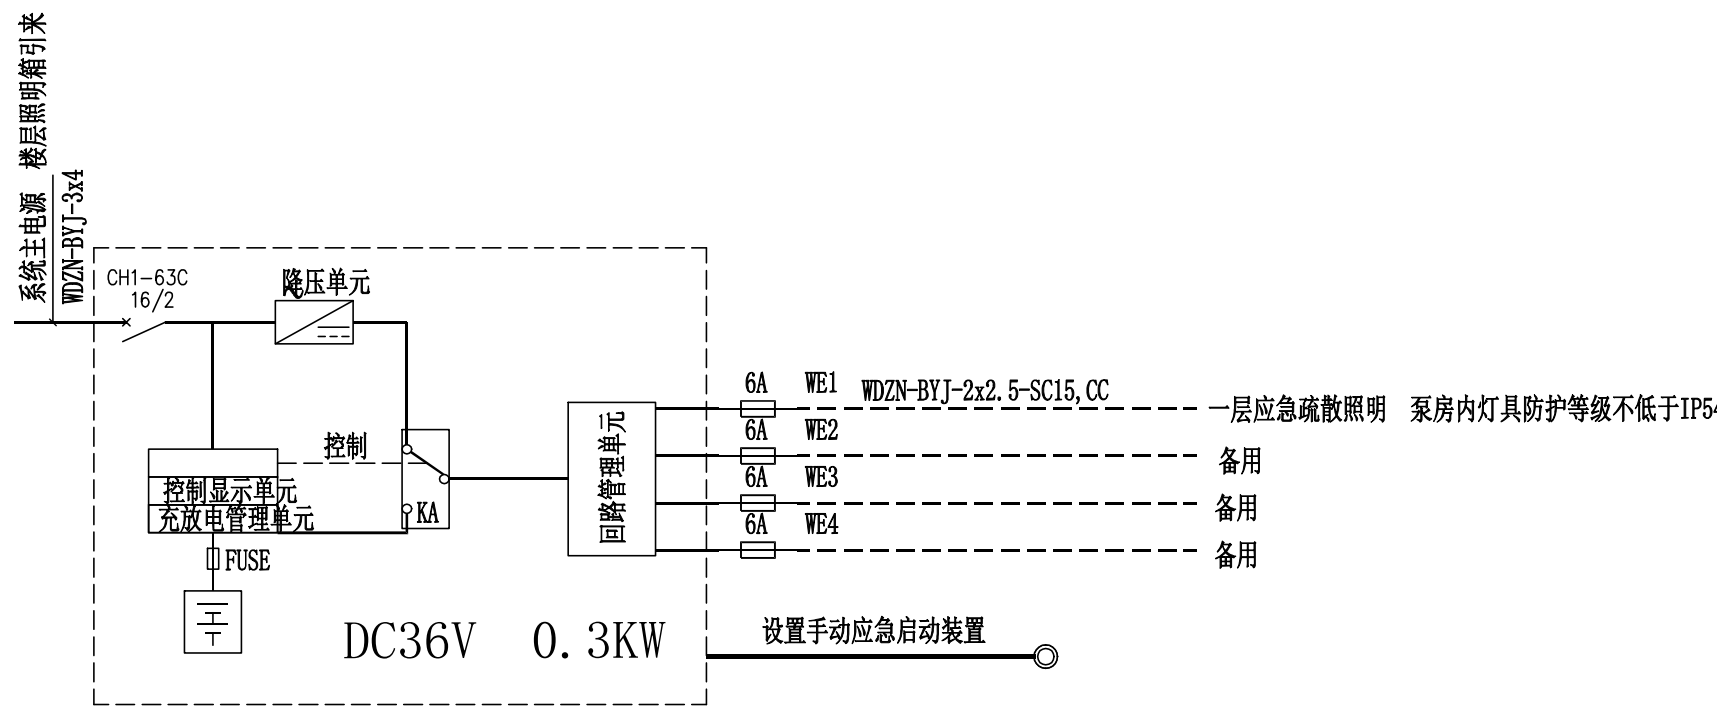 系统主电源 楼层照明箱引来
WDZN-BYJ-3x4
CH1-63C
16/2
降压单元
控制
控制显示单元
充放电管理单元
KA
FUSE
回路管理单元
6A WE1 WDZN-BYJ-2x2.5-SC15,CC
一层应急疏散照明 泵房内灯具防护等级不低于IP54
6A WE2
备用
6A WE3
备用
6A WE4
备用
DC36V 0.3KW
设置手动应急启动装置